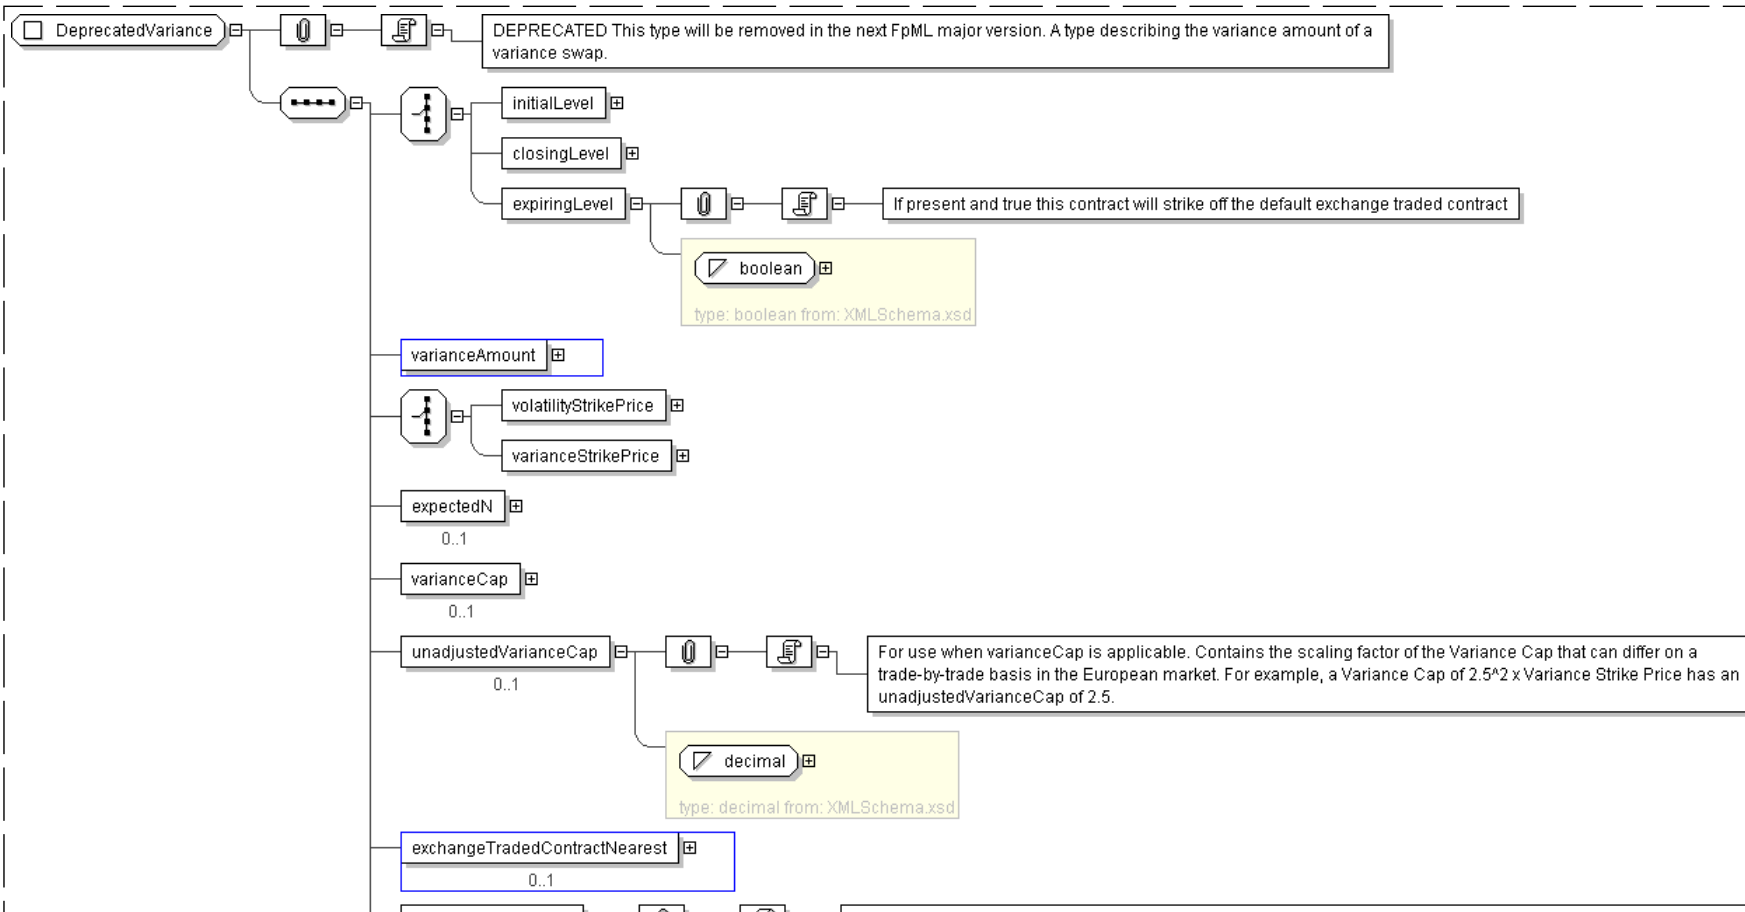 DeprecatedVariance
DEPRECATED This type will be removed in the next FpML major version. A type describing the variance amount of a
variance swap.
initialLevel
closingLevel
expiringLevel
If present and true this contract will strike off the default exchange traded contract
boolean
type: boolean from: XMLSchema.xsd
varianceAmount
volatilityStrikePrice
varianceStrikePrice
expectedN
0..1
varianceCap
0..1
unadjustedVarianceCap
0..1
For use when varianceCap is applicable. Contains the scaling factor of the Variance Cap that can differ on a
trade-by-trade basis in the European market. For example, a Variance Cap of 2.5^2 x Variance Strike Price has an
unadjustedVarianceCap of 2.5.
decimal
type: decimal from: XMLSchema.xsd
exchangeTradedContractNearest
0..1